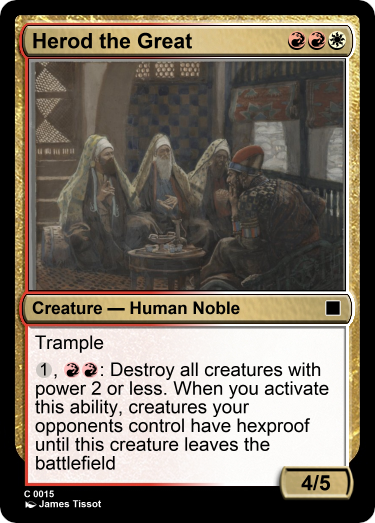 Herod the Great
Creature — Human Noble
Trample
1, : Destroy all creatures with
power 2 or less. When you activate
this ability, creatures your
opponents control have hexproof
until this creature leaves the
battlefield
4/5
C 0015
James Tissot